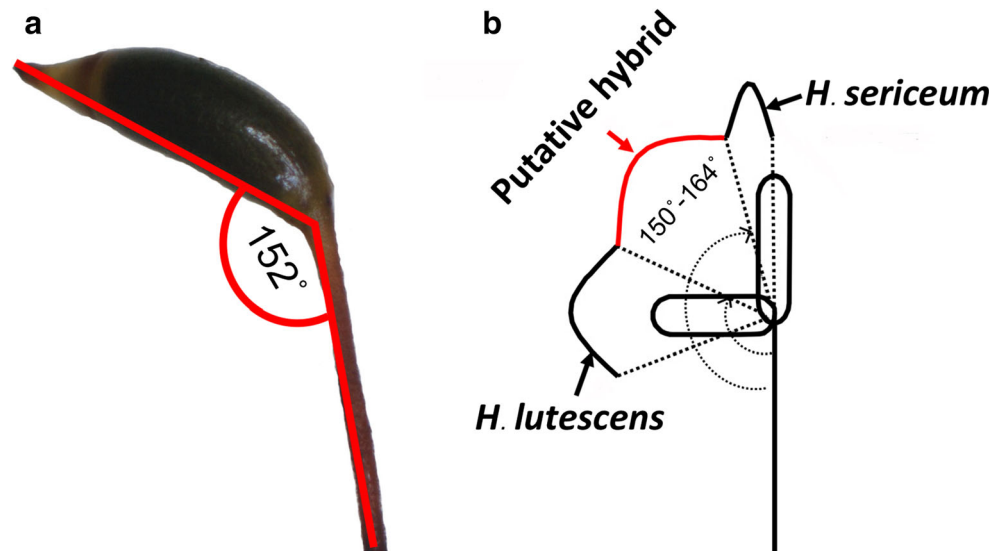 a
152°
b
Putative hybrid
H. sericeum
150°-164°
H. lutescens